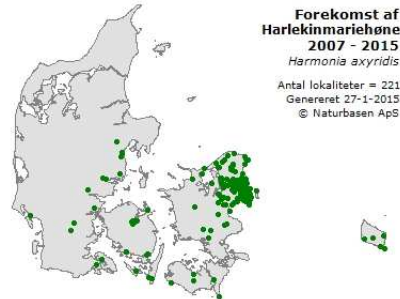 Forekomst af
Harlekinmariehøne
2007 - 2015
Harmonia axyridis
Antal lokaliteter = 221
Genereret 27-1-2015
© Naturbasen ApS